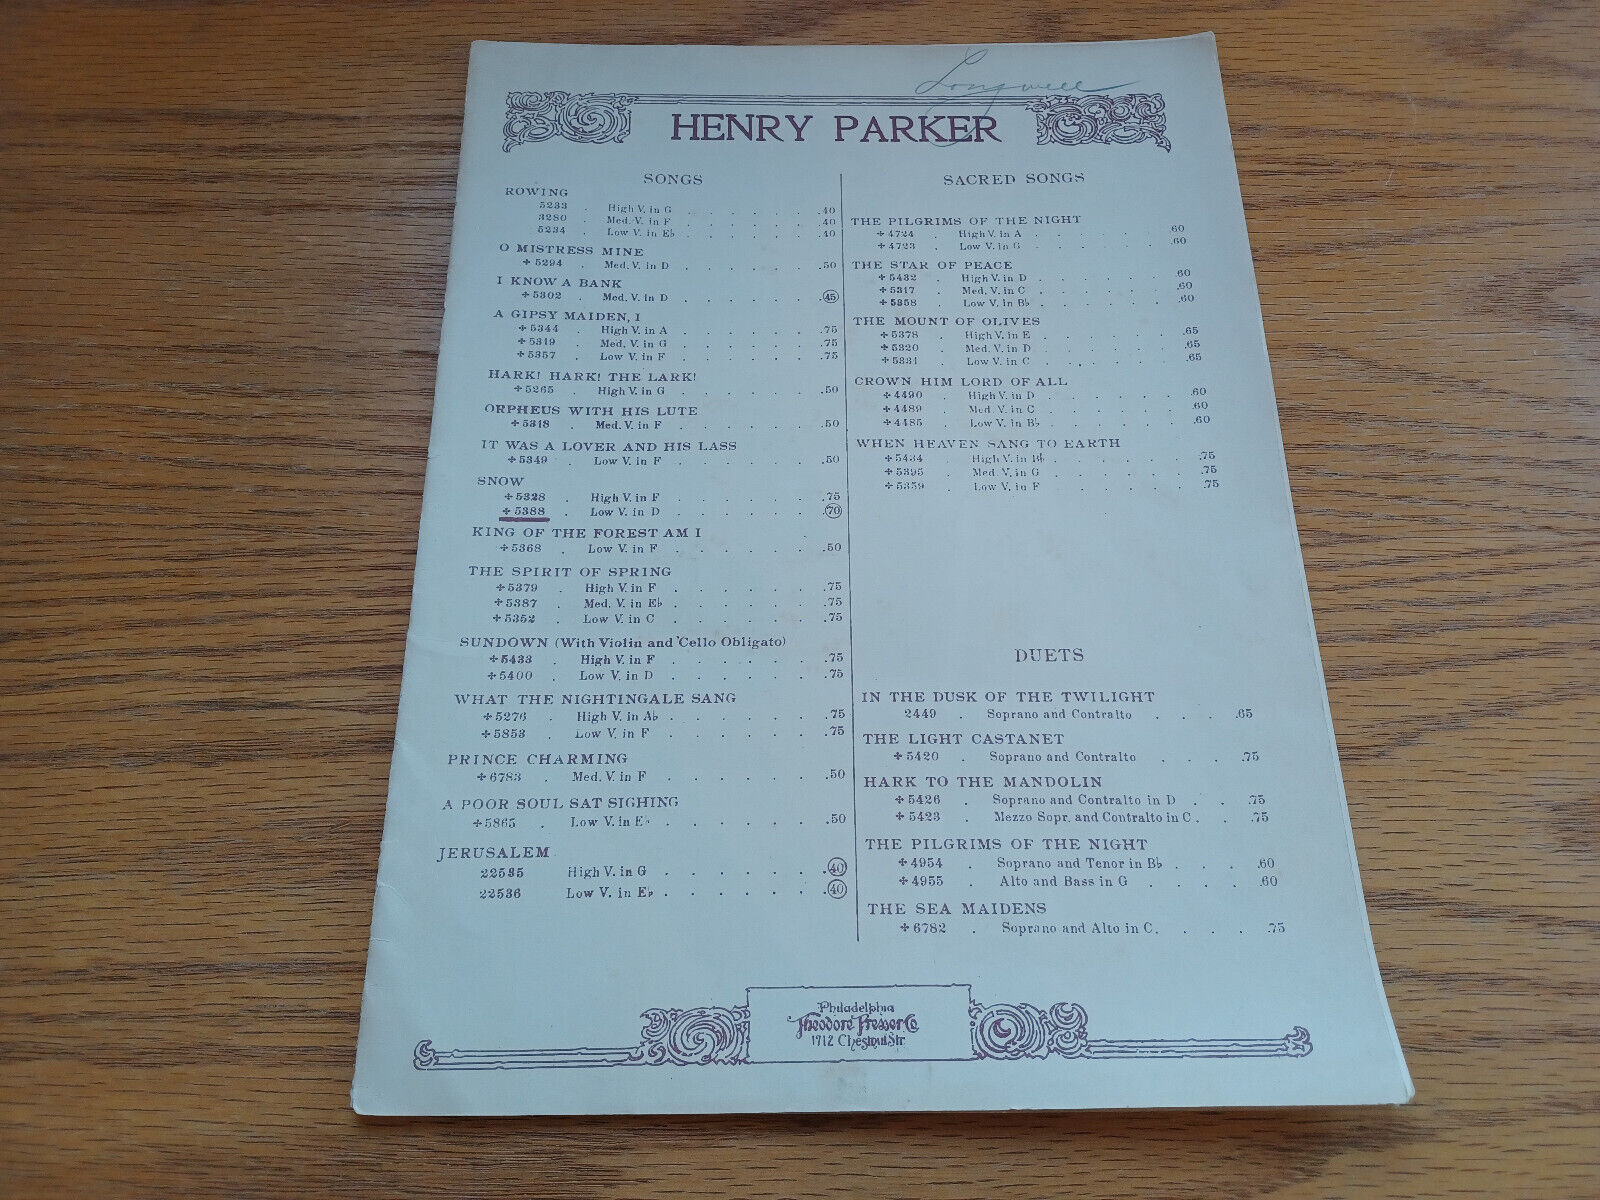 Longwell
HENRY PARKER
SONGS
ROWING
5233 . High V. in G . . . . . . .40
3280 . Med. V. in F . . . . . . .40
5234 . Low V. in E♭ . . . . . . .40
O MISTRESS MINE
✢ 5294 . Med. V. in D . . . . . . .50
I KNOW A BANK
✢ 5302 . Med. V. in D . . . . . . 45
A GIPSY MAIDEN, I
✢ 5344 . High V. in A . . . . . . .75
✢ 5319 . Med. V. in G . . . . . . .75
✢ 5357 . Low V. in F . . . . . . .75
HARK! HARK! THE LARK!
✢ 5265 . High V. in G . . . . . . .50
ORPHEUS WITH HIS LUTE
✢ 5318 . Med. V. in F . . . . . . .50
IT WAS A LOVER AND HIS LASS
✢ 5349 . Low V. in F . . . . . . .50
SNOW
✢ 5328 . High V. in F . . . . . . .75
✢ 5388 . Low V. in D . . . . . . 70
KING OF THE FOREST AM I
✢ 5368 . Low V. in F . . . . . . .50
THE SPIRIT OF SPRING
✢ 5379 . High V. in F . . . . . . .75
✢ 5387 . Med. V. in E♭ . . . . . . .75
✢ 5352 . Low V. in C . . . . . . .75
SUNDOWN (With Violin and 'Cello Obligato)
✢ 5433 . High V. in F . . . . . . .75
✢ 5400 . Low V. in D . . . . . . .75
WHAT THE NIGHTINGALE SANG
✢ 5276 . High V. in A♭ . . . . . . .75
✢ 5853 . Low V. in F . . . . . . .75
PRINCE CHARMING
✢ 6783 . Med. V. in F . . . . . . .50
A POOR SOUL SAT SIGHING
✢ 5865 . Low V. in E♭ . . . . . . .50
JERUSALEM
22535 High V. in G . . . . . . .40
22536 Low V. in E♭ . . . . . . .40
SACRED SONGS
THE PILGRIMS OF THE NIGHT
✢ 4724 . High V. in A . . . . . .60
✢ 4723 . Low V. in G . . . . . .60
THE STAR OF PEACE
✢ 5432 . High V. in D . . . . . .60
✢ 5317 . Med. V. in C . . . . . .60
✢ 5358 . Low V. in B♭ . . . . . .60
THE MOUNT OF OLIVES
✢ 5378 . High V. in E . . . . . .65
✢ 5320 . Med. V. in D . . . . . .65
✢ 5331 . Low V. in C . . . . . .65
CROWN HIM LORD OF ALL
✢ 4490 . High V. in D . . . . . .60
✢ 4489 . Med. V. in C . . . . . .60
✢ 4485 . Low V. in B♭ . . . . . .60
WHEN HEAVEN SANG TO EARTH
✢ 5434 High V. in B♭ . . . . . .75
✢ 5395 . Med. V. in G . . . . . .75
✢ 5359 . Low V. in F . . . . . .75
DUETS
IN THE DUSK OF THE TWILIGHT
2449 . Soprano and Contralto . . . .65
THE LIGHT CASTANET
✢ 5420 . Soprano and Contralto . . . .75
HARK TO THE MANDOLIN
✢ 5426 . Soprano and Contralto in D . . .75
✢ 5423 . Mezzo Sopr. and Contralto in C . . .75
THE PILGRIMS OF THE NIGHT
✢ 4954 . Soprano and Tenor in B♭ . . . .60
✢ 4955 . Alto and Bass in G . . . . .60
THE SEA MAIDENS
✢ 6782 . Soprano and Alto in C . . . .75
Philadelphia
Theodore Presser Co.
1712 Chestnut Str.